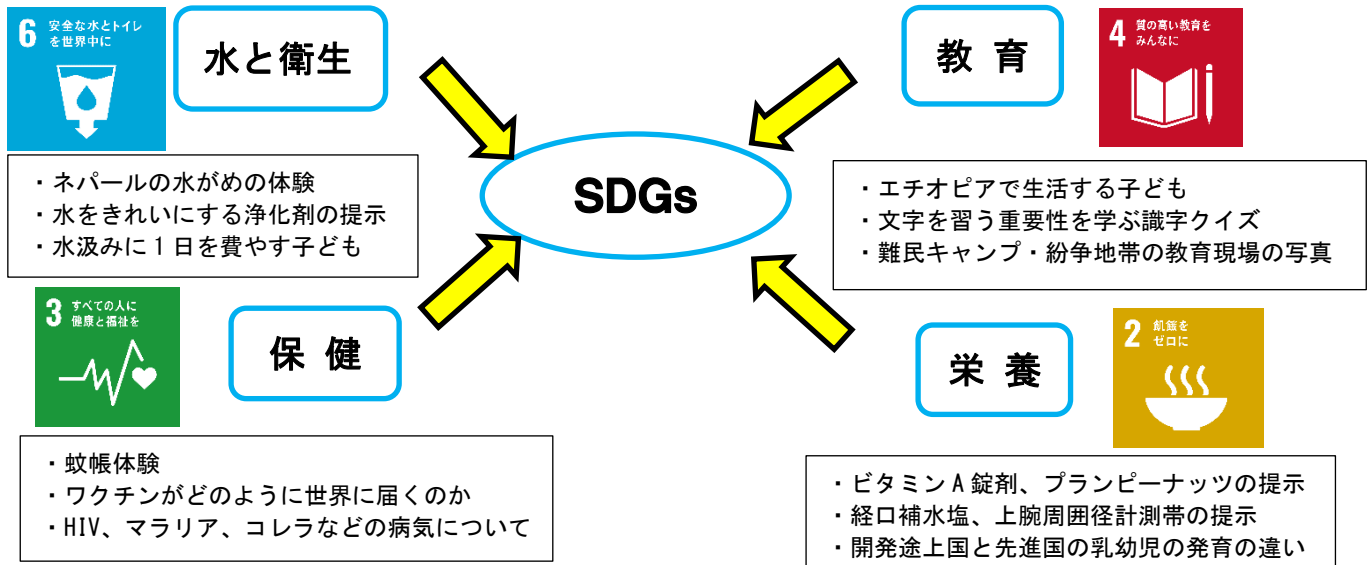 6 安全な水とトイレ
を世界中に
水と衛生
・ネパールの水がめの体験
・水をきれいにする浄化剤の提示
・水汲みに1日を費やす子ども
教 育
4 質の高い教育を
みんなに
・エチオピアで生活する子ども
・文字を習う重要性を学ぶ識字クイズ
・難民キャンプ・紛争地帯の教育現場の写真
SDGs
3 すべての人に
健康と福祉を
保 健
・蚊帳体験
・ワクチンがどのように世界に届くのか
・HIV、マラリア、コレラなどの病気について
栄 養
2 飢餓を
ゼロに
・ビタミンA錠剤、プランピーナッツの提示
・経口補水塩、上腕周囲径計測帯の提示
・開発途上国と先進国の乳幼児の発育の違い